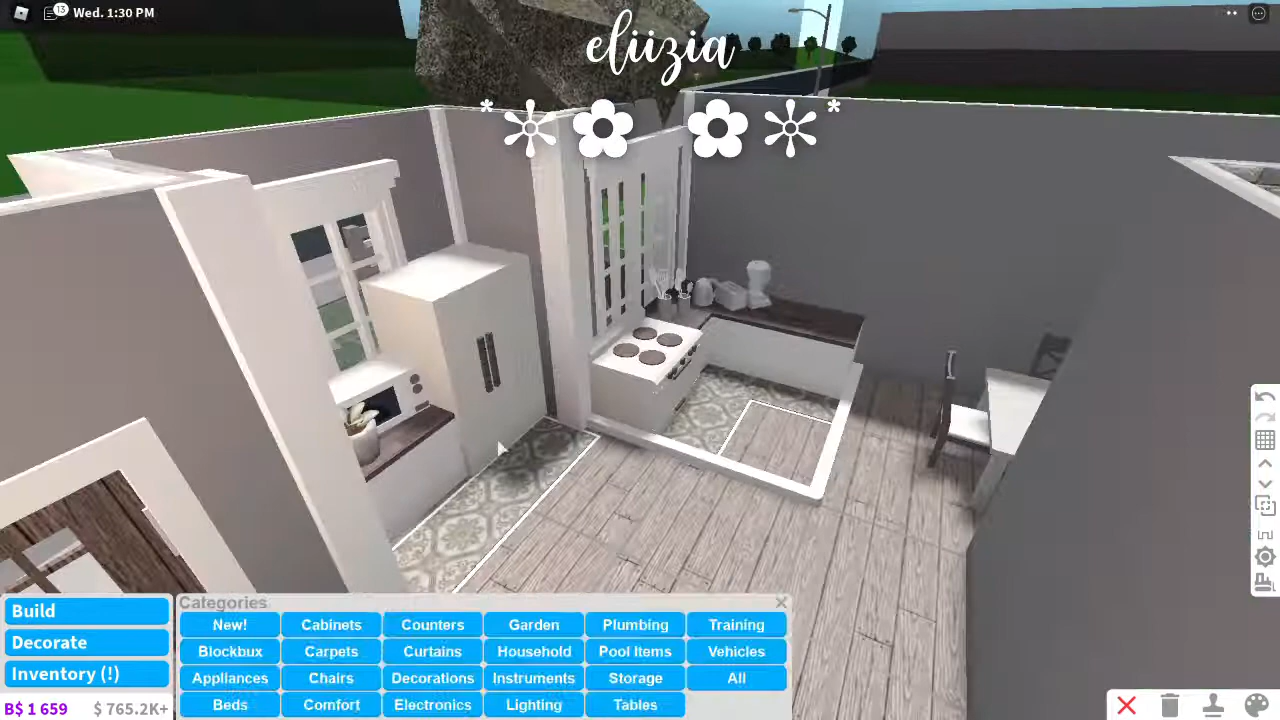 13 Wed. 1:30 PM
eliizia
Categories
Build
Decorate
Inventory (!)
B$ 1 659 $ 765.2K+
New! Cabinets Counters Garden Plumbing Training
Blockbux Carpets Curtains Household Pool Items Vehicles
Appliances Chairs Decorations Instruments Storage All
Beds Comfort Electronics Lighting Tables